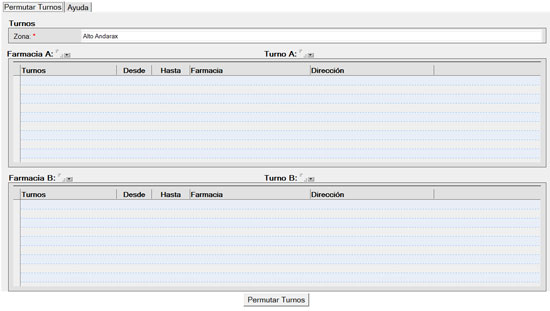 Permutar Turnos Ayuda
Turnos
Zona: * Alto Andarax
Farmacia A: Turno A:
Turnos Desde Hasta Farmacia Dirección
Farmacia B: Turno B:
Turnos Desde Hasta Farmacia Dirección
Permutar Turnos